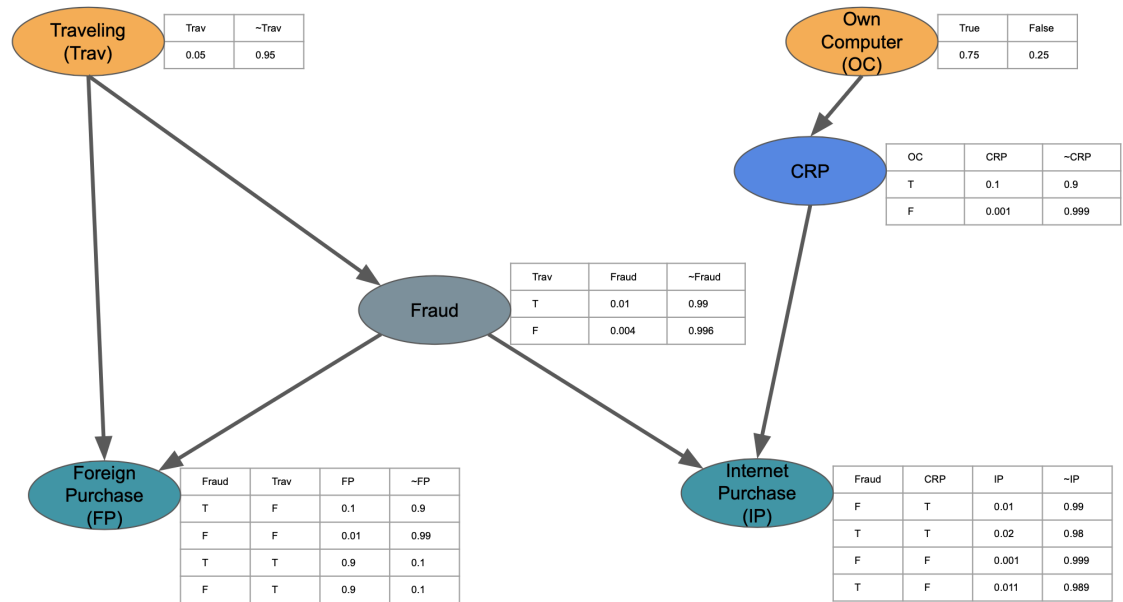 Traveling
(Trav)
Trav ~Trav
0.05 0.95
Own
Computer
(OC)
True False
0.75 0.25
CRP
OC CRP ~CRP
T 0.1 0.9
F 0.001 0.999
Fraud
Trav Fraud ~Fraud
T 0.01 0.99
F 0.004 0.996
Foreign
Purchase
(FP)
Fraud Trav FP ~FP
T F 0.1 0.9
F F 0.01 0.99
T T 0.9 0.1
F T 0.9 0.1
Internet
Purchase
(IP)
Fraud CRP IP ~IP
F T 0.01 0.99
T T 0.02 0.98
F F 0.001 0.999
T F 0.011 0.989